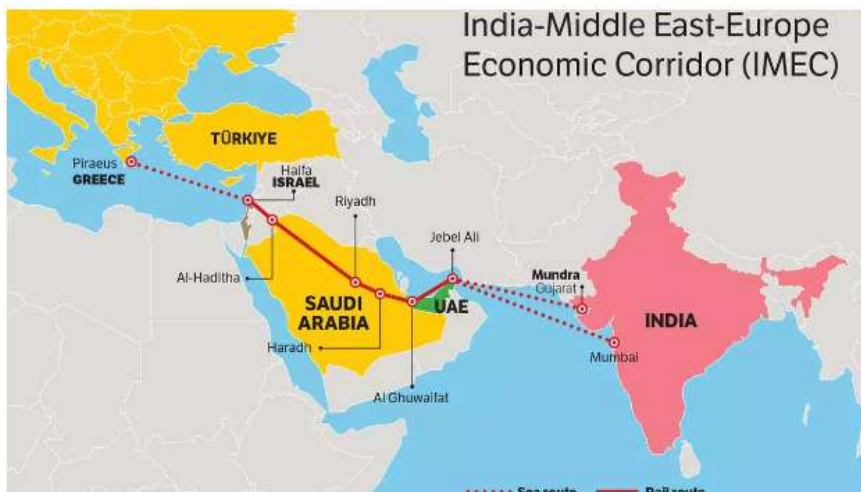 India-Middle East-Europe
Economic Corridor (IMEC)
TÜRKIYE
Piraeus
GREECE
Haifa
ISRAEL
Riyadh
Jebel Ali
Al-Haditha
Mundra
Gujarat
SAUDI
ARABIA
UAE
INDIA
Haradh
Mumbai
Al Ghuwaifat
Sea route
Rail route